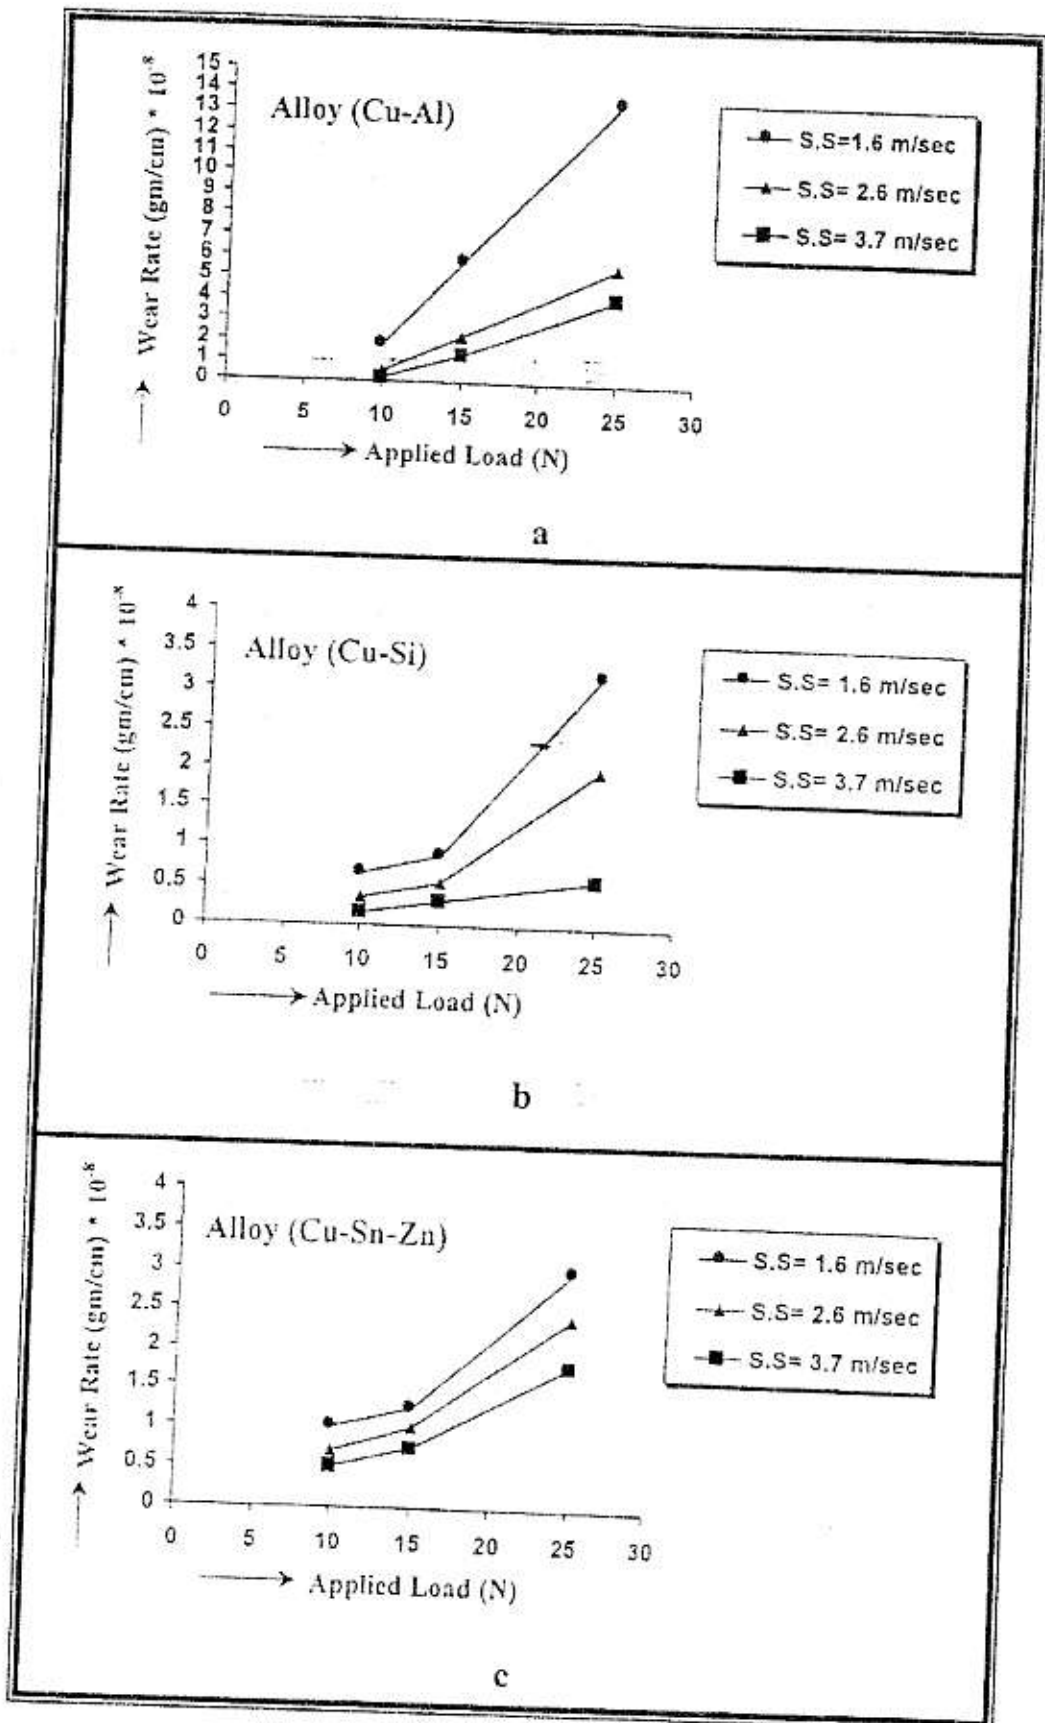 15
14
13
12
11
10
9
8
7
6
5
4
3
2
1
0
Wear Rate (gm/cm) * 10⁻⁸
Alloy (Cu-Al)
S.S=1.6 m/sec
S.S= 2.6 m/sec
S.S= 3.7 m/sec
0 5 10 15 20 25 30
Applied Load (N)
a
4
3.5
3
2.5
2
1.5
1
0.5
0
Wear Rate (gm/cm) * 10⁻⁸
Alloy (Cu-Si)
S.S= 1.6 m/sec
S.S= 2.6 m/sec
S.S= 3.7 m/sec
0 5 10 15 20 25 30
Applied Load (N)
b
4
3.5
3
2.5
2
1.5
1
0.5
0
Wear Rate (gm/cm) * 10⁻⁸
Alloy (Cu-Sn-Zn)
S.S= 1.6 m/sec
S.S= 2.6 m/sec
S.S= 3.7 m/sec
0 5 10 15 20 25 30
Applied Load (N)
c